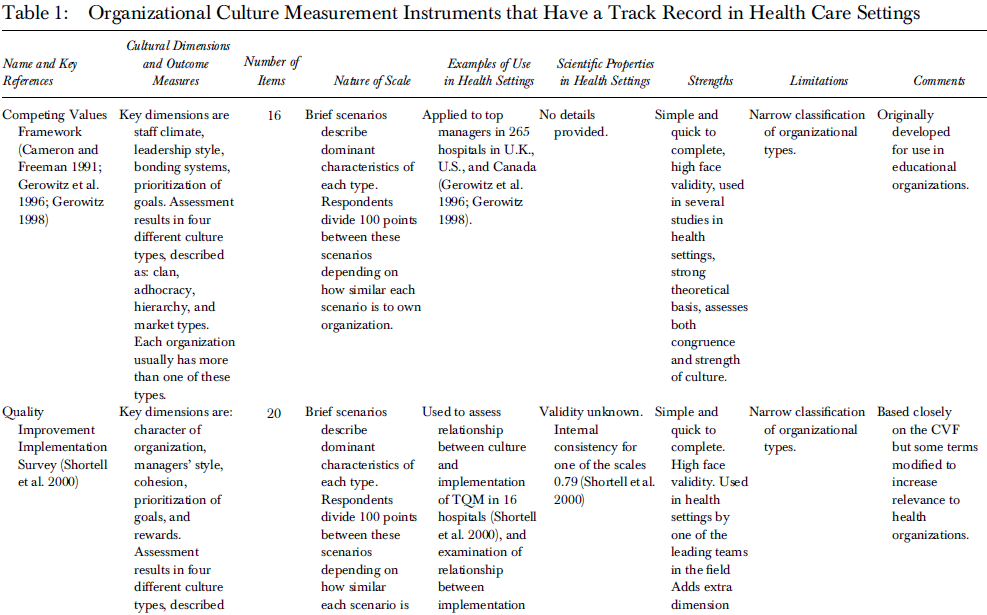 Table 1: Organizational Culture Measurement Instruments that Have a Track Record in Health Care Settings
Name and Key
References
Cultural Dimensions
and Outcome
Measures
Number of
Items
Nature of Scale
Examples of Use
in Health Settings
Scientific Properties
in Health Settings
Strengths
Limitations
Comments
Competing Values
Framework
(Cameron and
Freeman 1991;
Gerowitz et al.
1996; Gerowitz
1998)
Key dimensions are
staff climate,
leadership style,
bonding systems,
prioritization of
goals. Assessment
results in four
different culture
types, described
as: clan,
adhocracy,
hierarchy, and
market types.
Each organization
usually has more
than one of these
types.
16
Brief scenarios
describe
dominant
characteristics of
each type.
Respondents
divide 100 points
between these
scenarios
depending on
how similar each
scenario is to own
organization.
Applied to top
managers in 265
hospitals in U.K.,
U.S., and Canada
(Gerowitz et al.
1996; Gerowitz
1998).
No details
provided.
Simple and
quick to
complete,
high face
validity, used
in several
studies in
health
settings,
strong
theoretical
basis, assesses
both
congruence
and strength
of culture.
Narrow classification
of organizational
types.
Originally
developed
for use in
educational
organizations.
Quality
Improvement
Implementation
Survey (Shortell
et al. 2000)
Key dimensions are:
character of
organization,
managers' style,
cohesion,
prioritization of
goals, and
rewards.
Assessment
results in four
different culture
types, described
20
Brief scenarios
describe
dominant
characteristics of
each type.
Respondents
divide 100 points
between these
scenarios
depending on
how similar
each scenario is
Used to assess
relationship
between culture
and
implementation
of TQM in 16
hospitals (Shortell
et al. 2000), and
examination of
relationship
between
implementation
Validity unknown.
Internal
consistency for
one of the scales
0.79 (Shortell et al.
2000)
Simple and
quick to
complete.
High face
validity. Used
in health
settings by
one of the
leading teams
in the field
Adds extra
dimension
Narrow classification
of organizational
types.
Based closely
on the CVF
but some terms
modified to
increase
relevance to
health
organizations.